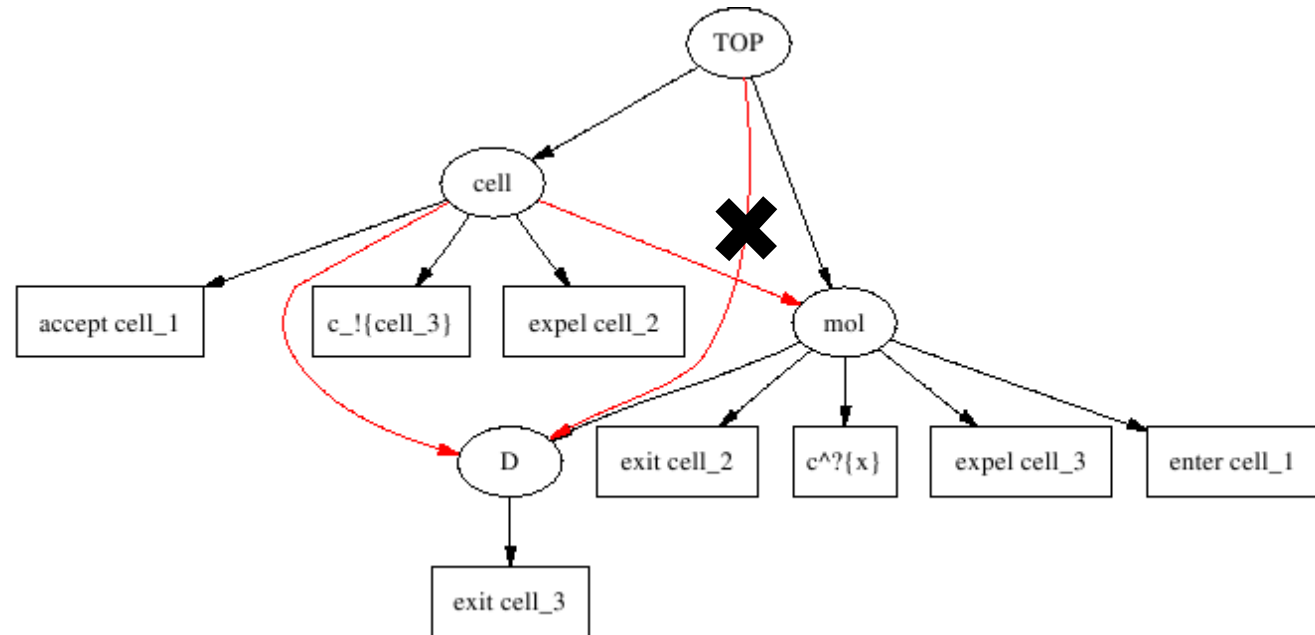 TOP
cell
accept cell_1
c_!{cell_3}
expel cell_2
mol
D
exit cell_2
c^?{x}
expel cell_3
enter cell_1
exit cell_3